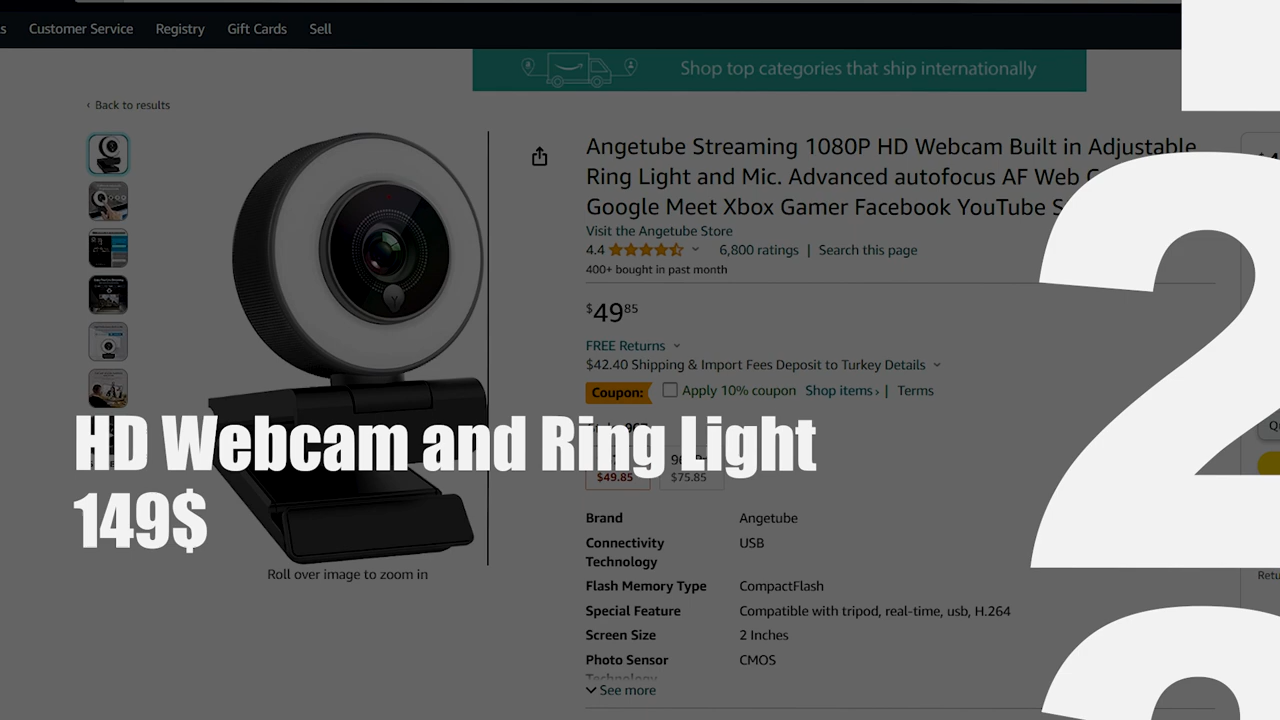 s Customer Service Registry Gift Cards Sell
Shop top categories that ship internationally
‹ Back to results
Angetube Streaming 1080P HD Webcam Built in Adjustable
Ring Light and Mic. Advanced autofocus AF Web
Google Meet Xbox Gamer Facebook YouTube
Visit the Angetube Store
4.4 6,800 ratings | Search this page
400+ bought in past month
$49.85
FREE Returns
$42.40 Shipping & Import Fees Deposit to Turkey Details
Coupon: Apply 10% coupon Shop items › | Terms
HD Webcam and Ring Light
$49.85 $75.85
149$
Brand Angetube
Connectivity Technology USB
Flash Memory Type CompactFlash
Special Feature Compatible with tripod, real-time, usb, H.264
Screen Size 2 Inches
Photo Sensor CMOS
Technology
See more
Roll over image to zoom in
2